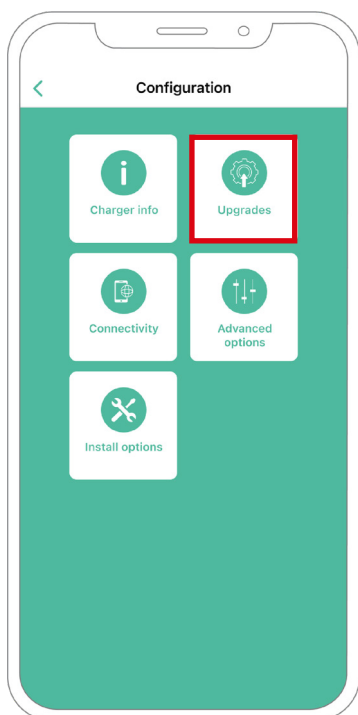 Configuration
Charger info
Upgrades
Connectivity
Advanced
options
Install options